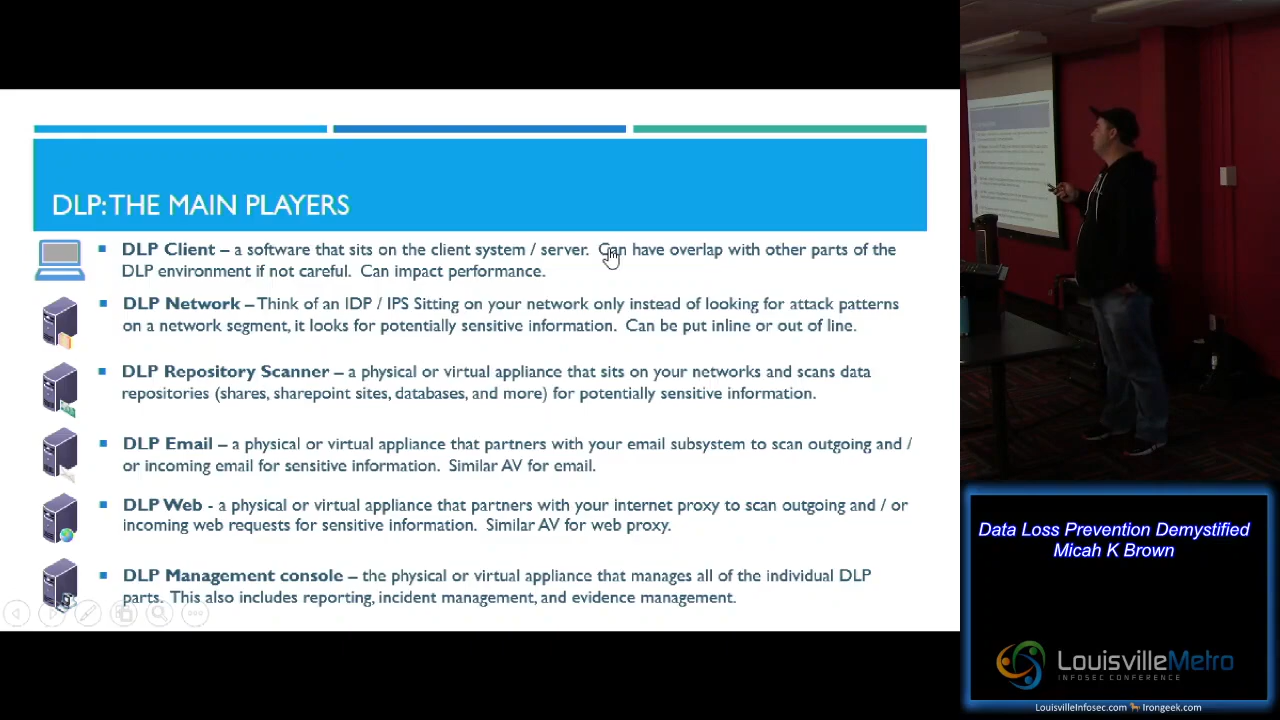 DLP: THE MAIN PLAYERS
DLP Client – a software that sits on the client system / server. Can have overlap with other parts of the
DLP environment if not careful. Can impact performance.
DLP Network – Think of an IDP / IPS Sitting on your network only instead of looking for attack patterns
on a network segment, it looks for potentially sensitive information. Can be put inline or out of line.
DLP Repository Scanner – a physical or virtual appliance that sits on your networks and scans data
repositories (shares, sharepoint sites, databases, and more) for potentially sensitive information.
DLP Email – a physical or virtual appliance that partners with your email subsystem to scan outgoing and /
or incoming email for sensitive information. Similar AV for email.
DLP Web - a physical or virtual appliance that partners with your internet proxy to scan outgoing and / or
incoming web requests for sensitive information. Similar AV for web proxy.
DLP Management console – the physical or virtual appliance that manages all of the individual DLP
parts. This also includes reporting, incident management, and evidence management.
Data Loss Prevention Demystified
Micah K Brown
LouisvilleMetro
INFOSEC CONFERENCE
LouisvilleInfosec.com Irongeek.com